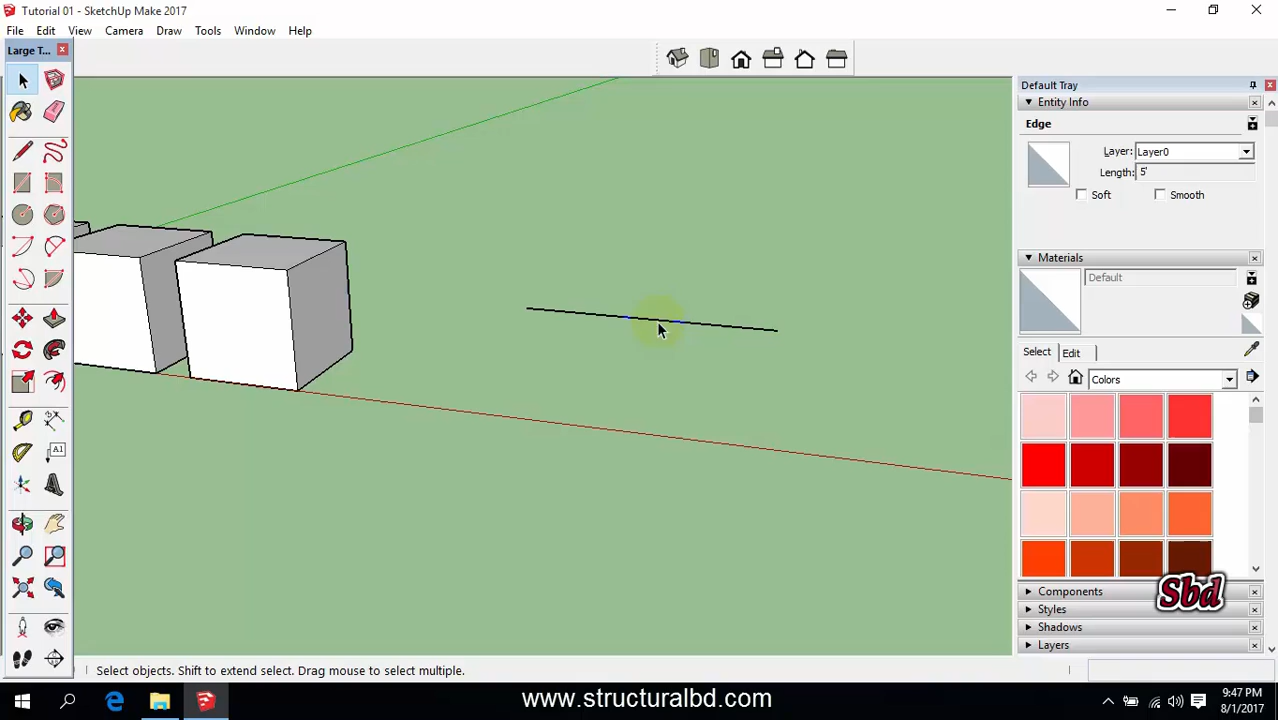 Tutorial 01 - SketchUp Make 2017
File Edit View Camera Draw Tools Window Help
Large T...
Default Tray
Entity Info
Edge
Layer: Layer0
Length: 5'
Soft Smooth
Materials
Default
Select Edit
Colors
A1
Components
Sbd
Styles
Shadows
Layers
Select objects. Shift to extend select. Drag mouse to select multiple.
www.structuralbd.com
9:47 PM
8/1/2017